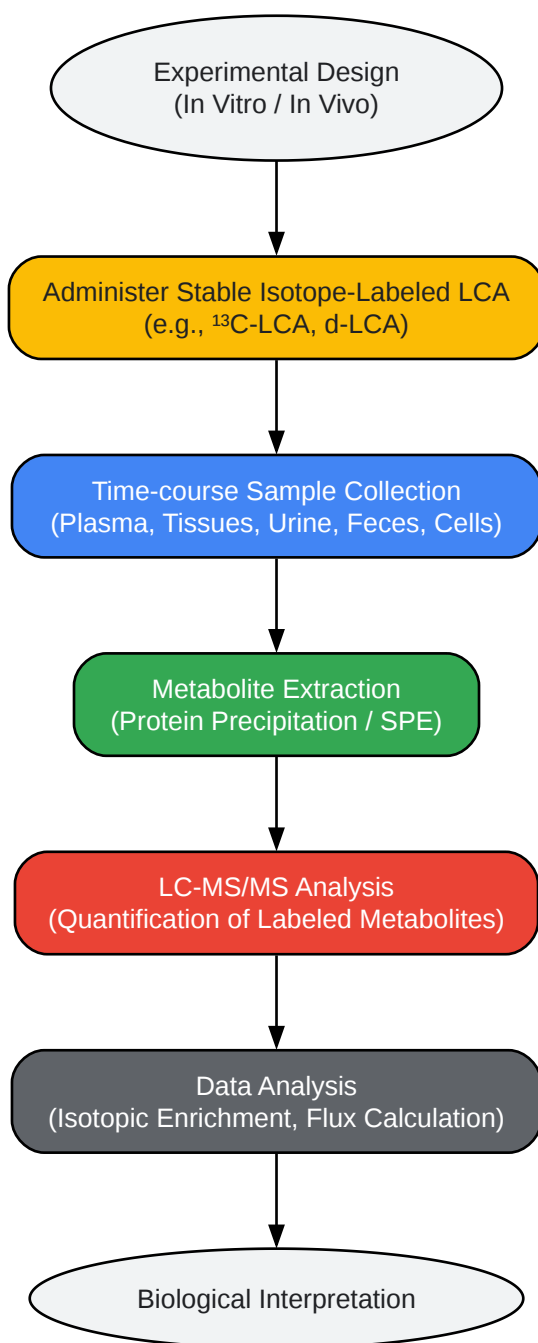 Experimental Design
(In Vitro / In Vivo)
Administer Stable Isotope-Labeled LCA
(e.g., ¹³C-LCA, d-LCA)
Time-course Sample Collection
(Plasma, Tissues, Urine, Feces, Cells)
Metabolite Extraction
(Protein Precipitation / SPE)
LC-MS/MS Analysis
(Quantification of Labeled Metabolites)
Data Analysis
(Isotopic Enrichment, Flux Calculation)
Biological Interpretation